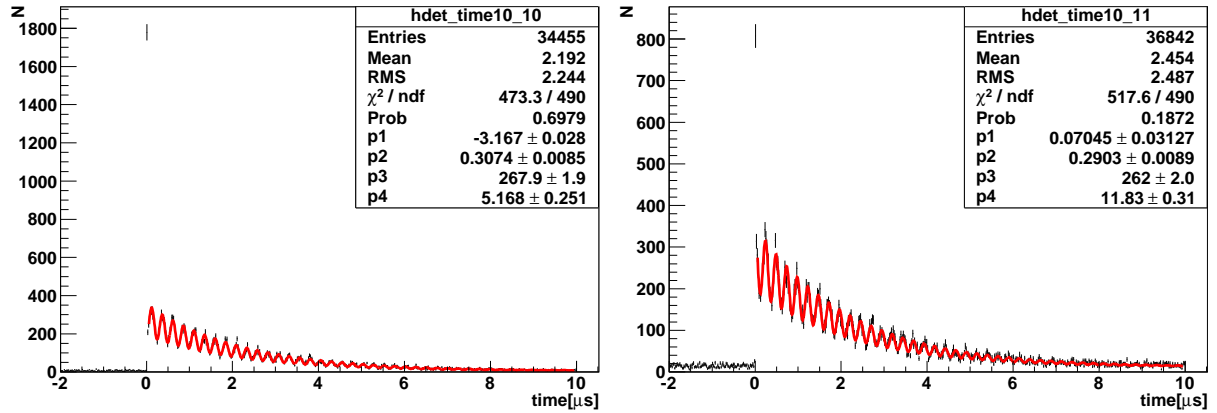 hdet_time10_10
Entries 34455
Mean 2.192
RMS 2.244
χ² / ndf 473.3 / 490
Prob 0.6979
p1 -3.167 ± 0.028
p2 0.3074 ± 0.0085
p3 267.9 ± 1.9
p4 5.168 ± 0.251
N
1800
1600
1400
1200
1000
800
600
400
200
0
-2 0 2 4 6 8 10
time[μs]
hdet_time10_11
Entries 36842
Mean 2.454
RMS 2.487
χ² / ndf 517.6 / 490
Prob 0.1872
p1 0.07045 ± 0.03127
p2 0.2903 ± 0.0089
p3 262 ± 2.0
p4 11.83 ± 0.31
N
800
700
600
500
400
300
200
100
0
-2 0 2 4 6 8 10
time[μs]